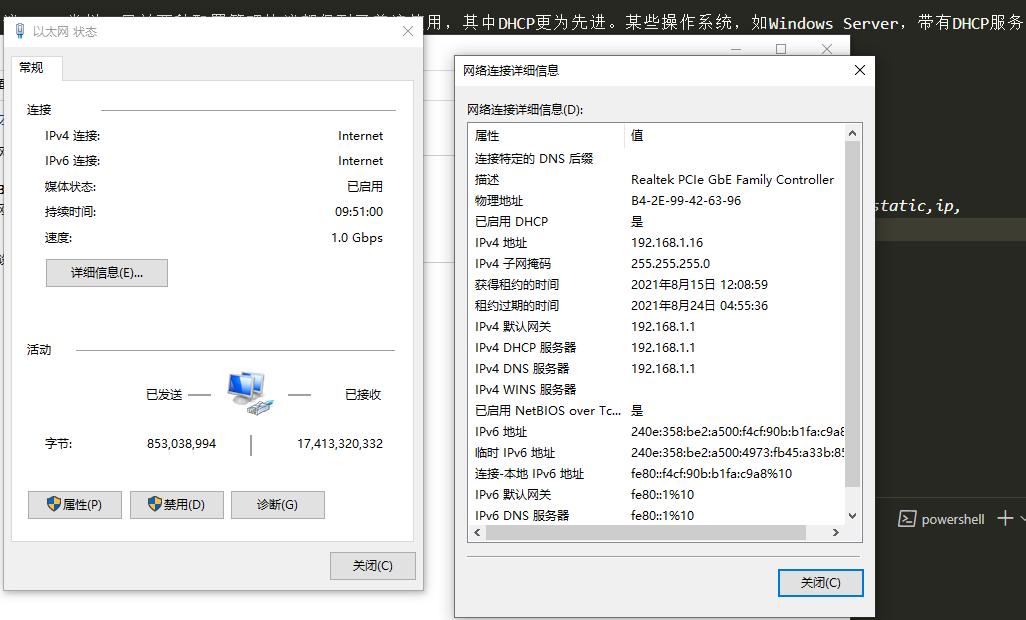 用，其中DHCP更为先进。某些操作系统，如Windows Server，带有DHCP服务
以太网 状态
常规
连接
IPv4 连接: Internet
IPv6 连接: Internet
媒体状态: 已启用
持续时间: 09:51:00
速度: 1.0 Gbps
详细信息(E)...
活动
已发送 已接收
字节: 853,038,994 17,413,320,332
属性(P) 禁用(D) 诊断(G)
关闭(C)
网络连接详细信息
网络连接详细信息(D):
属性 值
连接特定的 DNS 后缀
描述 Realtek PCIe GbE Family Controller
物理地址 B4-2E-99-42-63-96
已启用 DHCP 是
IPv4 地址 192.168.1.16
IPv4 子网掩码 255.255.255.0
获得租约的时间 2021年8月15日 12:08:59
租约过期的时间 2021年8月24日 04:55:36
IPv4 默认网关 192.168.1.1
IPv4 DHCP 服务器 192.168.1.1
IPv4 DNS 服务器 192.168.1.1
IPv4 WINS 服务器
已启用 NetBIOS over Tc... 是
IPv6 地址 240e:358:be2:a500:f4cf:90b:b1fa:c9a8
临时 IPv6 地址 240e:358:be2:a500:4973:fb45:a33b:85
连接-本地 IPv6 地址 fe80::f4cf:90b:b1fa:c9a8%10
IPv6 默认网关 fe80::1%10
IPv6 DNS 服务器 fe80::1%10
关闭(C)
static,ip,
powershell